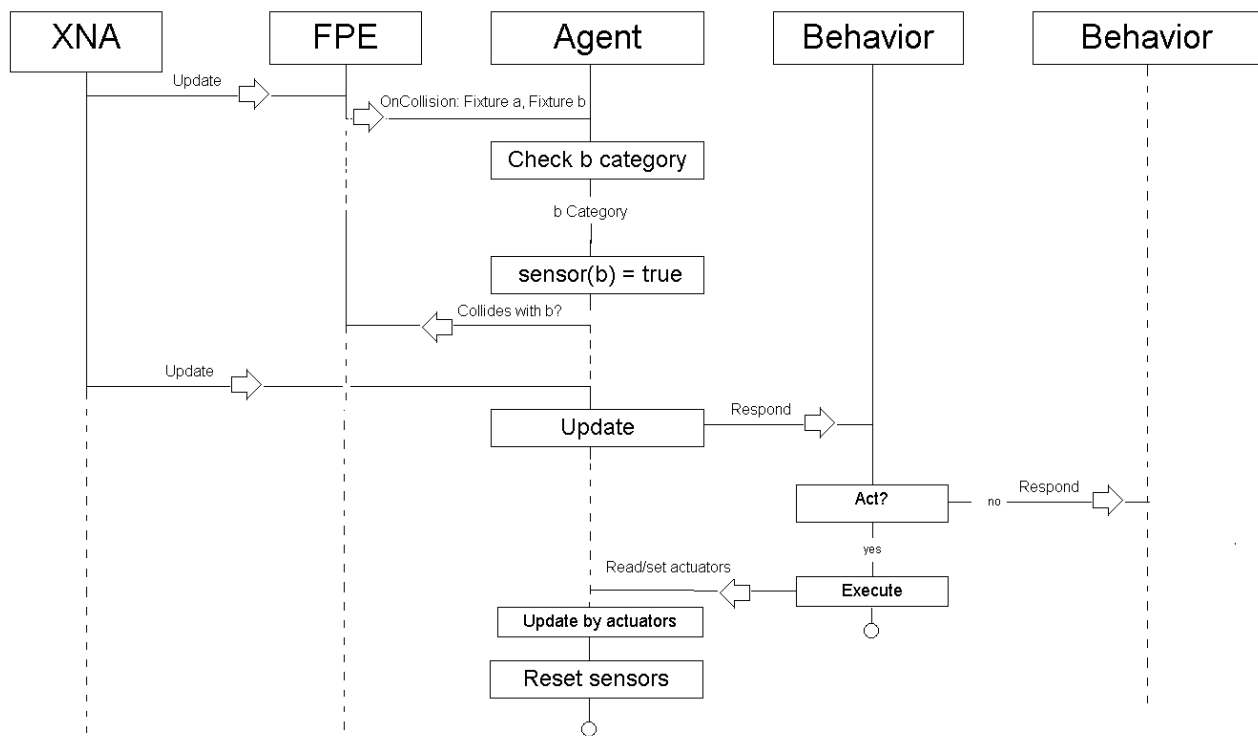 XNA
FPE
Agent
Behavior
Behavior
Update
OnCollision: Fixture a, Fixture b
Check b category
b Category
sensor(b) = true
Collides with b?
Update
Update
Respond
Act?
no
Respond
yes
Read/set actuators
Execute
Update by actuators
Reset sensors